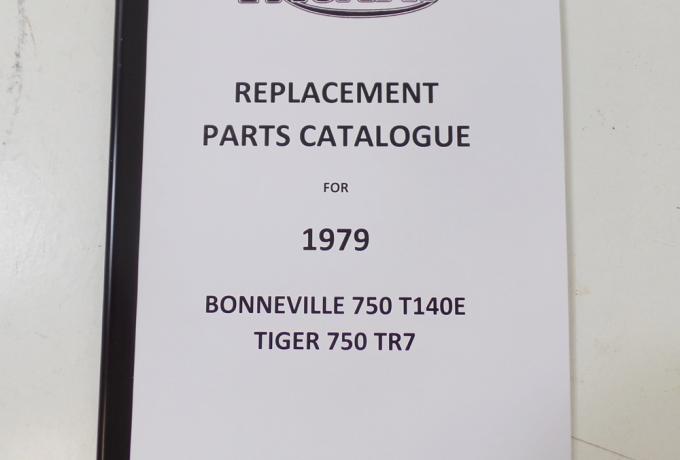 REPLACEMENT
PARTS CATALOGUE
FOR
1979
BONNEVILLE 750 T140E
TIGER 750 TR7